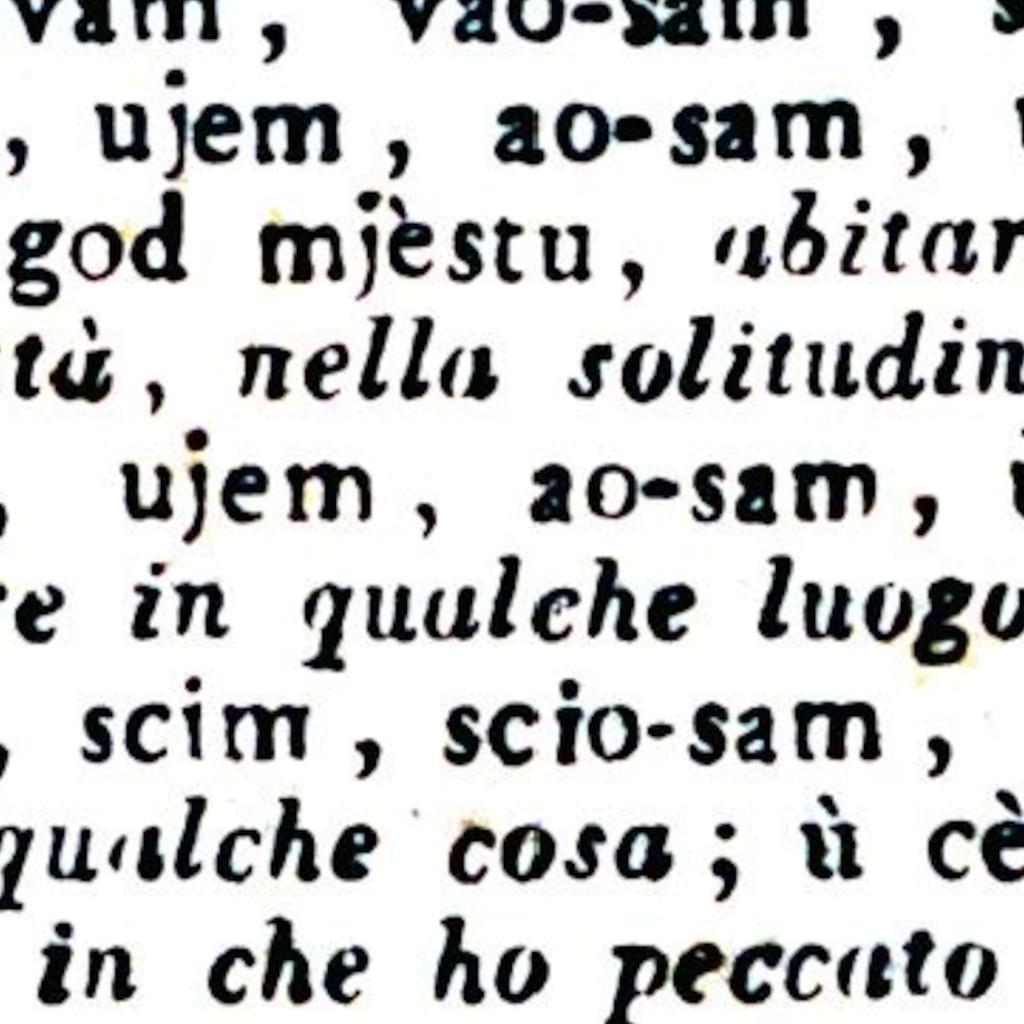 vam, vao-sam,
, ujem, ao-sam,
god mjèstu, abitar
tà, nella solitudin
, ujem, ao-sam,
re in qualche luogo
, scim, scio-sam,
qualche cosa; ù cè
in che ho peccato